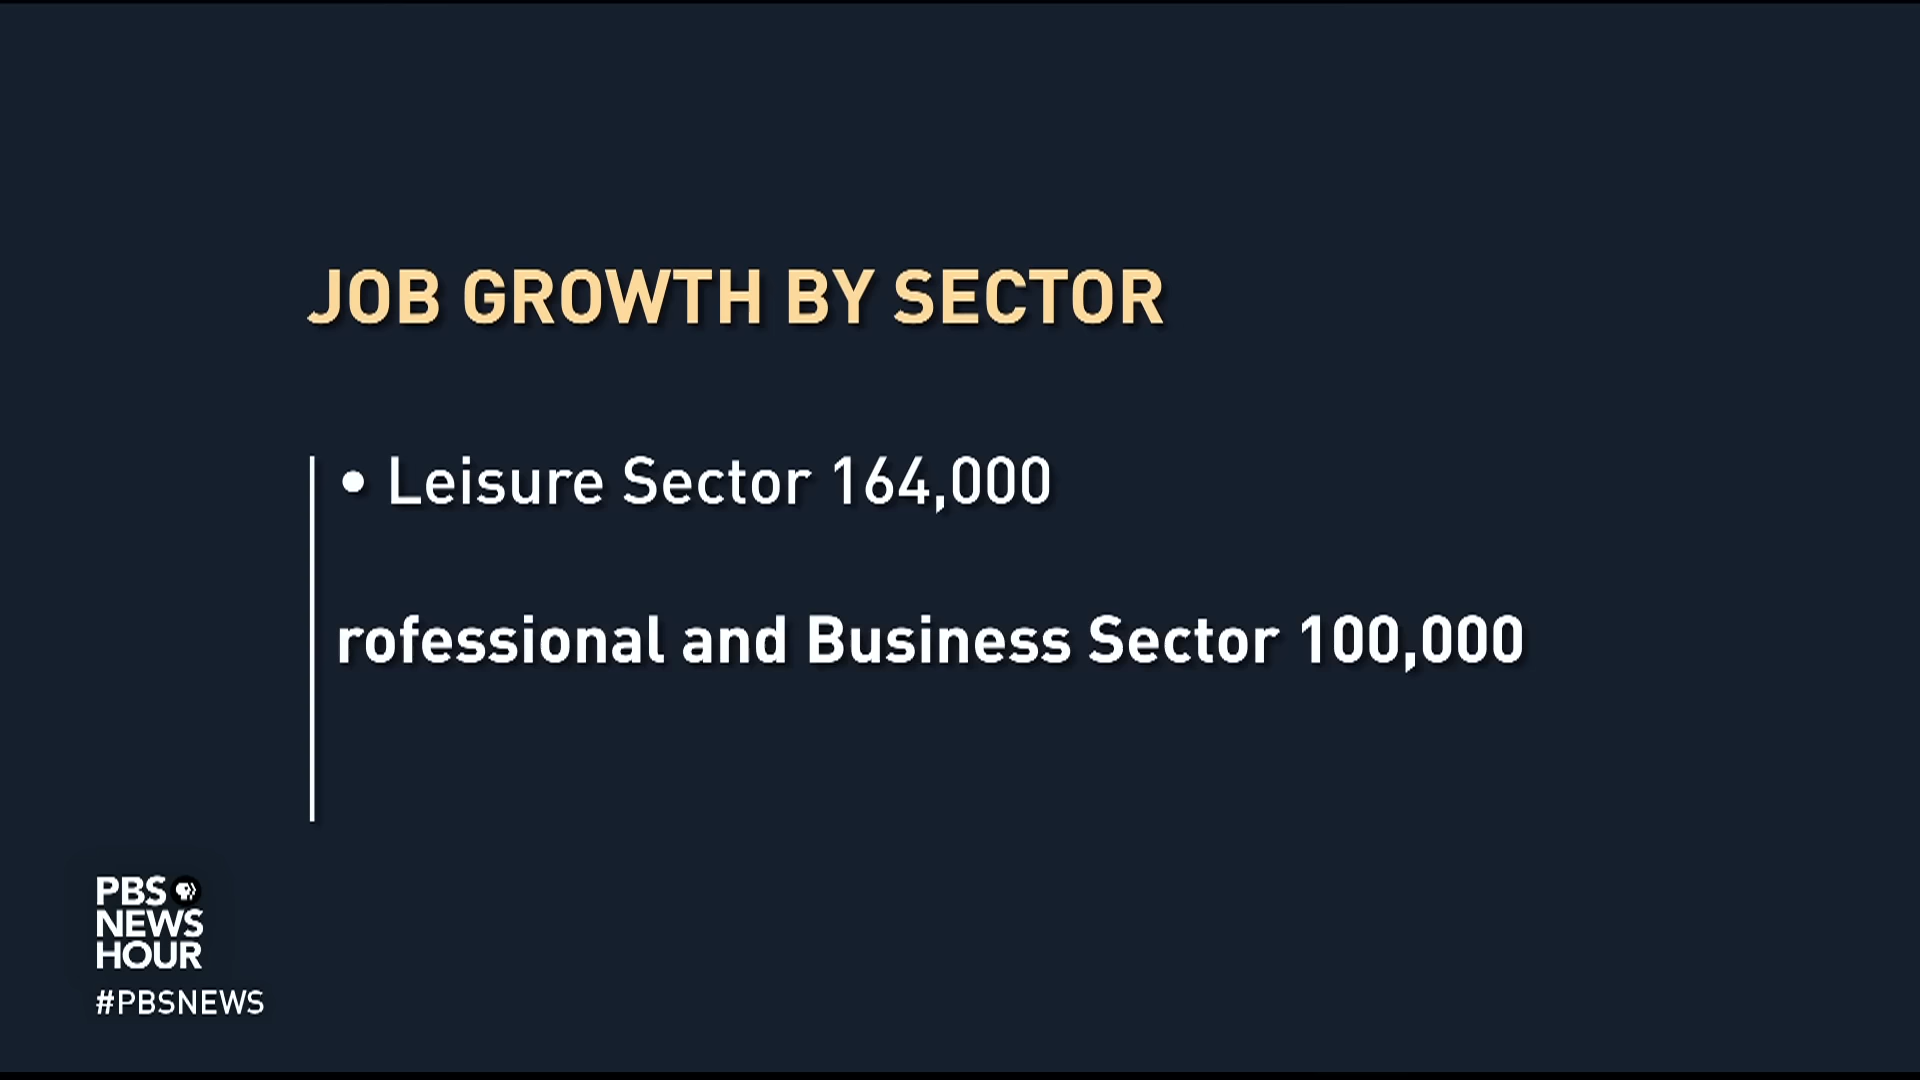 JOB GROWTH BY SECTOR
• Leisure Sector 164,000
rofessional and Business Sector 100,000
PBS
NEWS
HOUR
#PBSNEWS